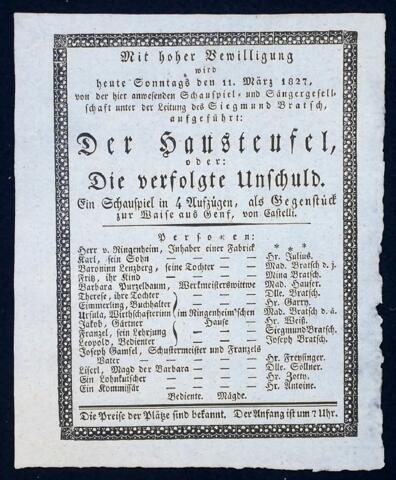 Mit hoher Bewilligung
wird
heute Sonntags den 11. März 1827,
von der hier anwesenden Schauspiel- und Sängergesell-
schaft unter der Leitung des Siegmund Bratsch,
aufgeführt:
Der Hausteufel,
oder:
Die verfolgte Unschuld.
Ein Schauspiel in 4 Aufzügen, als Gegenstück
zur Waise aus Genf, von Castelli.
Personen:
Herr v. Ringenheim, Inhaber einer Fabrick * * *
Karl, sein Sohn — — — Hr. Julius.
Baroninn Lenzberg, seine Tochter — — Mad. Bratsch d. j.
Fritz, ihr Kind — — — Mina Bratsch.
Barbara Purzelbaum, Werkmeisterswittwe Mad. Hauser.
Therese, ihre Tochter — — — Dlle. Bratsch.
Simmerling, Buchhalter Hr. Garry.
Ursula, Wirthschafterinn im Ringenheim'schen Mad. Bratsch d. ä.
Jakob, Gärtner Hause — Hr. Weiß.
Franzel, sein Lehrjung Siegmund Bratsch.
Leopold, Bedienter Joseph Bratsch.
Joseph Gamsel, Schustermeister und Franzels
Vater — — — — Hr. Freysinger.
Liserl, Magd der Barbara — — — Dlle. Sollner.
Ein Lohnkutscher — — — Hr. Zotty.
Ein Kommissär — — — Hr. Antoine.
Bediente. Mägde.
Die Preise der Plätze sind bekannt. Der Anfang ist um 7 Uhr.